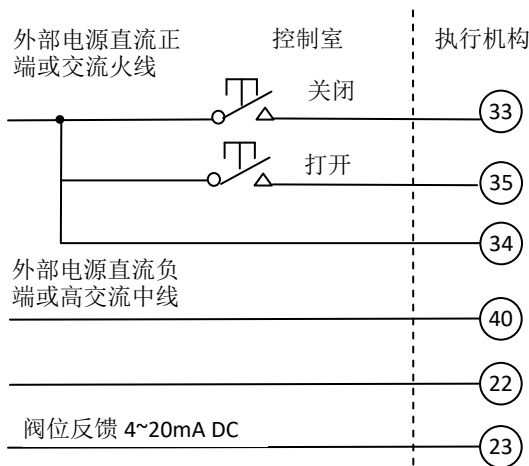 外部电源直流正
端或交流火线
控制室
执行机构
关闭
33
打开
35
34
外部电源直流负
端或高交流中线
40
22
阀位反馈 4~20mA DC
23